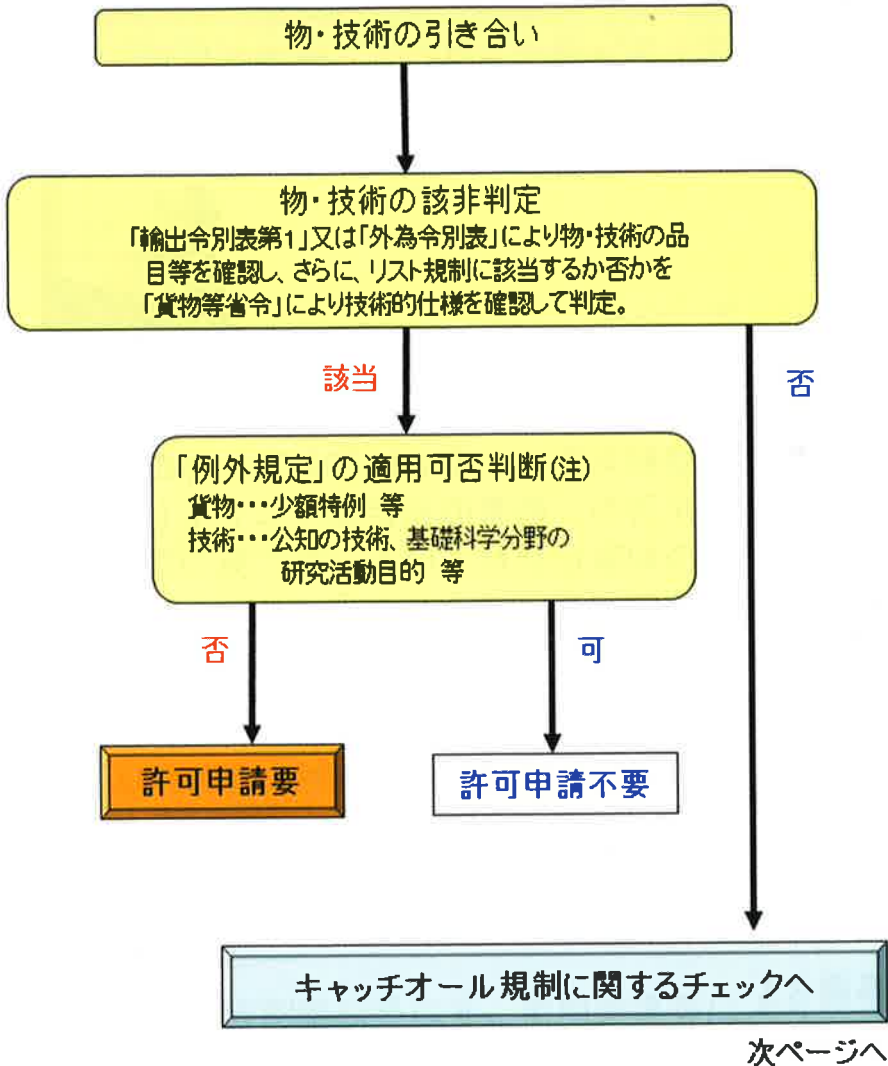 物・技術の引き合い
物・技術の該非判定
「輸出令別表第1」又は「外為令別表」により物・技術の品
目等を確認し、さらに、リスト規制に該当するか否かを
「貨物等省令」により技術的仕様を確認して判定。
該当
否
「例外規定」の適用可否判断(注)
貨物・・・少額特例 等
技術・・・公知の技術、基礎科学分野の
研究活動目的 等
否
可
許可申請要
許可申請不要
キャッチオール規制に関するチェックへ
次ページへ